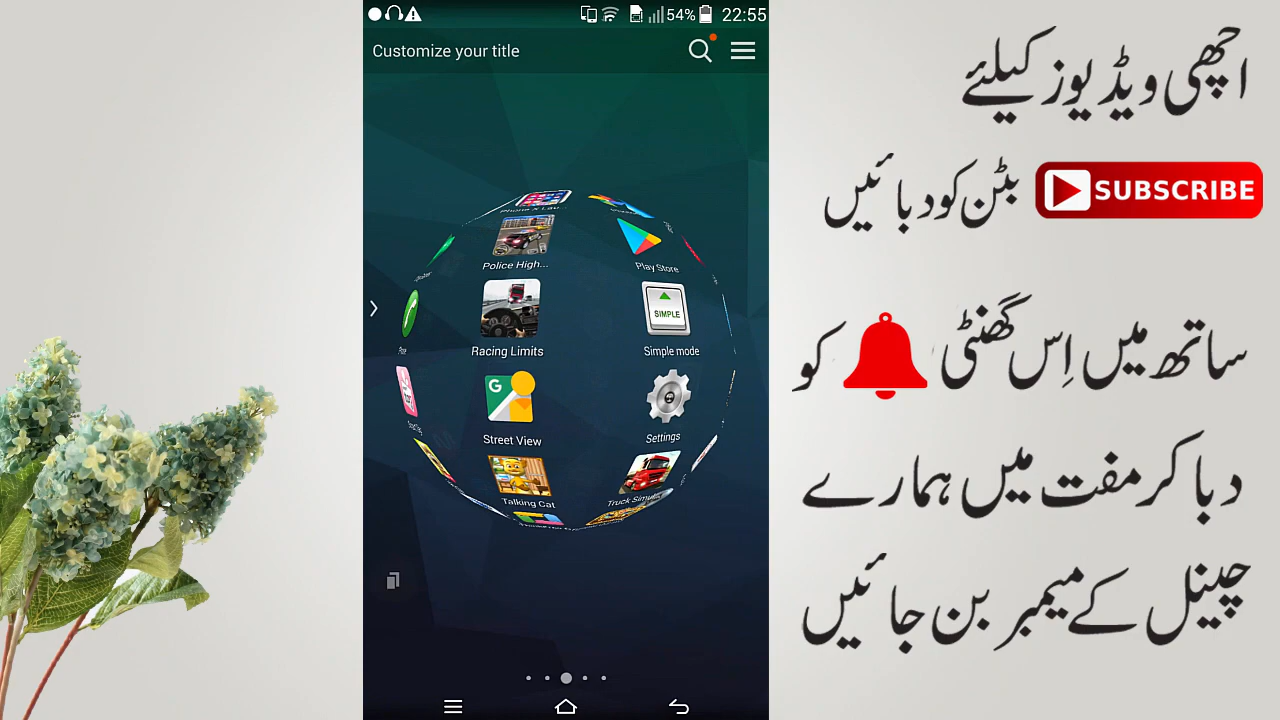 54% 22:55
Customize your title
Police High...
Play Store
Racing Limits
SIMPLE
Simple mode
G
Street View
Settings
Talking Cat
اچھی ویڈیوز کیلئے
SUBSCRIBE بٹن کو دبائیں
ساتھ میں اِس گھنٹی کو
دبا کر مفت میں ہمارے
چینل کے میمبر بن جائیں